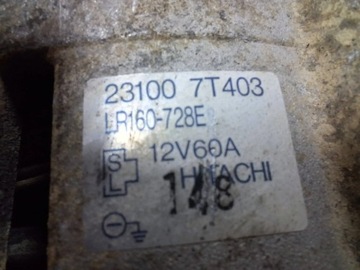 23100 7T403
LR160-728E
S 12V60A
HITACHI
148